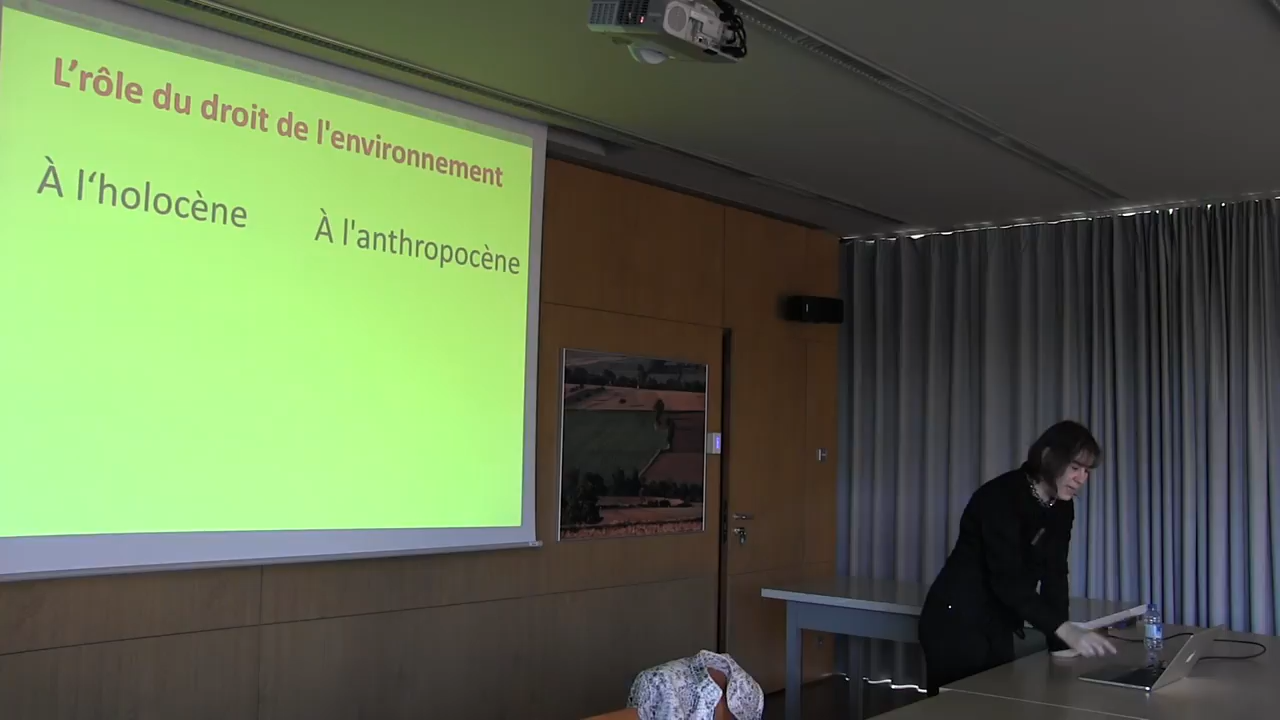 L’rôle du droit de l'environnement
À l‘holocène
À l'anthropocène